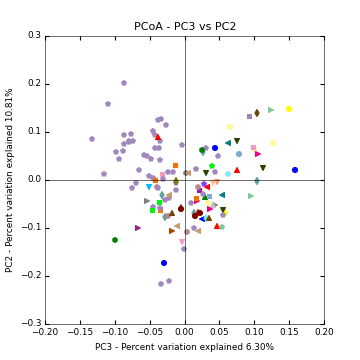 PCoA - PC3 vs PC2
0.3
0.2
0.1
0.0
−0.1
−0.2
−0.3
PC2 - Percent variation explained 10.81%
−0.20 −0.15 −0.10 −0.05 0.00 0.05 0.10 0.15 0.20
PC3 - Percent variation explained 6.30%